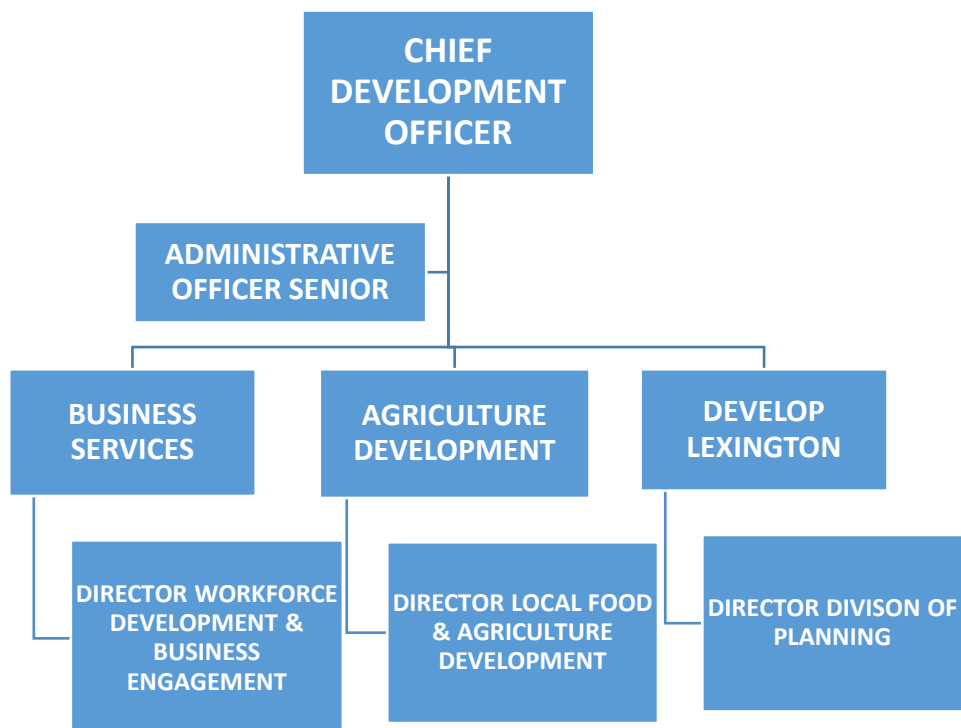 CHIEF
DEVELOPMENT
OFFICER
ADMINISTRATIVE
OFFICER SENIOR
BUSINESS
SERVICES
AGRICULTURE
DEVELOPMENT
DEVELOP
LEXINGTON
DIRECTOR WORKFORCE
DEVELOPMENT &
BUSINESS
ENGAGEMENT
DIRECTOR LOCAL FOOD
& AGRICULTURE
DEVELOPMENT
DIRECTOR DIVISON OF
PLANNING